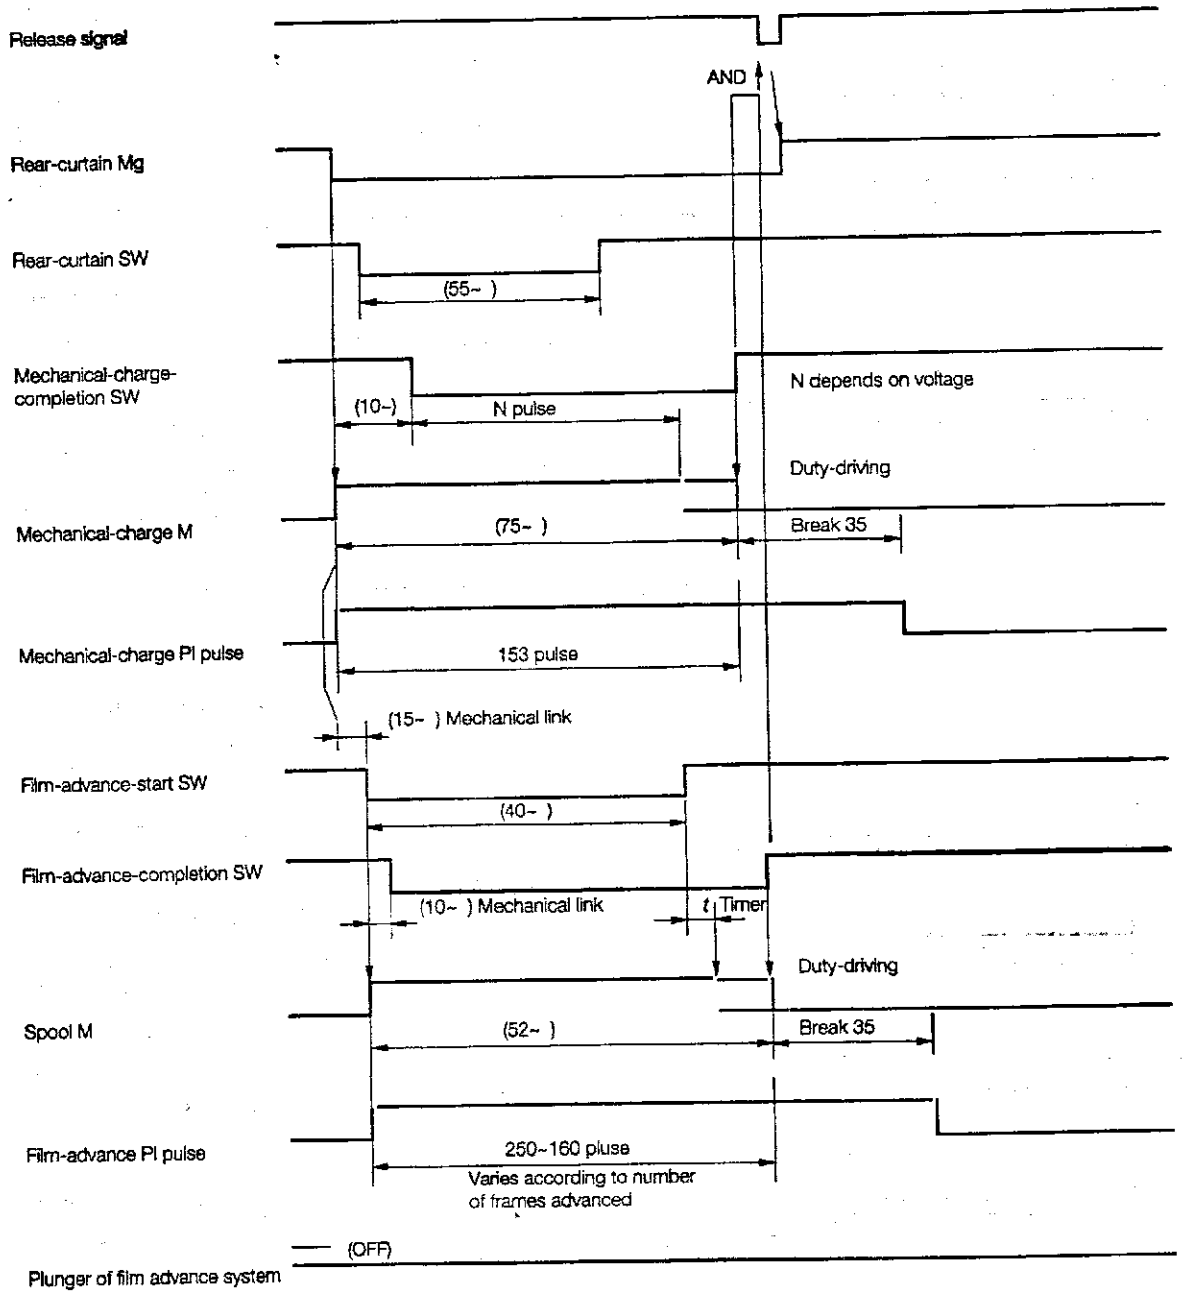 Release signal
AND
Rear-curtain Mg
Rear-curtain SW
(55~ )
Mechanical-charge-
completion SW
(10~)
N pulse
N depends on voltage
Duty-driving
Mechanical-charge M
(75~ )
Break 35
Mechanical-charge PI pulse
153 pulse
(15~ ) Mechanical link
Film-advance-start SW
(40~ )
Film-advance-completion SW
(10~ ) Mechanical link
t Timer
Duty-driving
Spool M
(52~ )
Break 35
Film-advance PI pulse
250~160 pluse
Varies according to number
of frames advanced
(OFF)
Plunger of film advance system